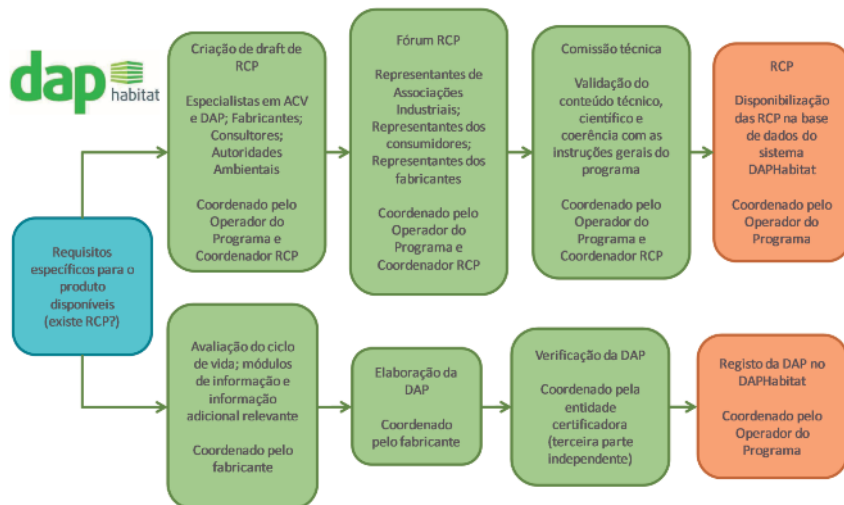 dap
habitat
Criação de draft de
RCP
Especialistas em ACV
e DAP; Fabricantes;
Consultores;
Autoridades
Ambientais
Coordenado pelo
Operador do
Programa e
Coordenador RCP
Fórum RCP
Representantes de
Associações
Industriais;
Representantes dos
consumidores;
Representantes dos
fabricantes
Coordenado pelo
Operador do
Programa e
Coordenador RCP
Comissão técnica
Validação do
conteúdo técnico,
científico e
coerência com as
instruções gerais do
programa
Coordenado pelo
Operador do
Programa e
Coordenador RCP
RCP
Disponibilização
das RCP na base
de dados do
sistema
DAPHabitat
Coordenado pelo
Operador do
Programa
Requisitos
específicos para o
produto
disponíveis
(existe RCP?)
Avaliação do ciclo
de vida; módulos
de informação e
informação
adicional relevante
Coordenado pelo
fabricante
Elaboração da
DAP
Coordenado
pelo fabricante
Verificação da DAP
Coordenado pela
entidade
certificadora
(terceira parte
independente)
Registo da DAP no
DAPHabitat
Coordenado pelo
Operador do
Programa